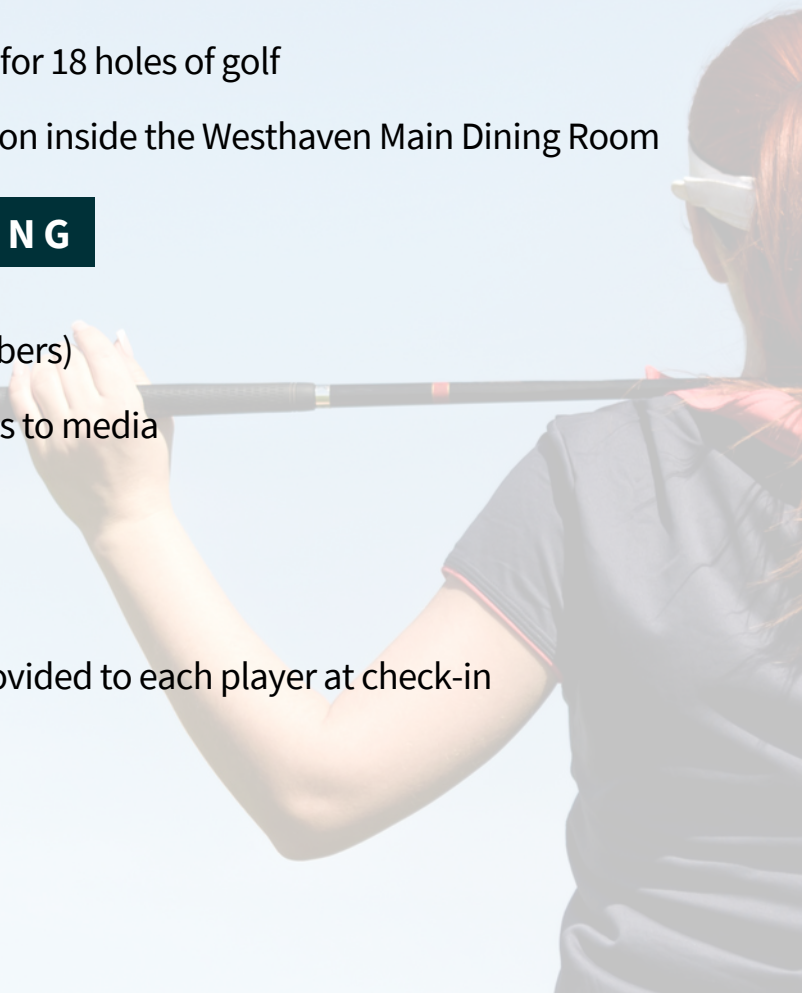 for 18 holes of golf
on inside the Westhaven Main Dining Room
NG
bers)
s to media
ovided to each player at check-in